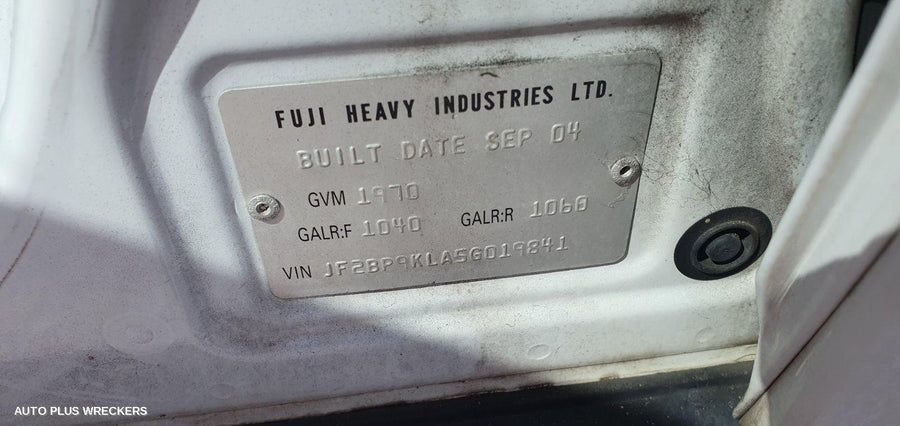 FUJI HEAVY INDUSTRIES LTD.
BUILT DATE SEP 04
GVM 1970
GALR:F 1040 GALR:R 1060
VIN JF2BP9KLA5G019841
AUTO PLUS WRECKERS